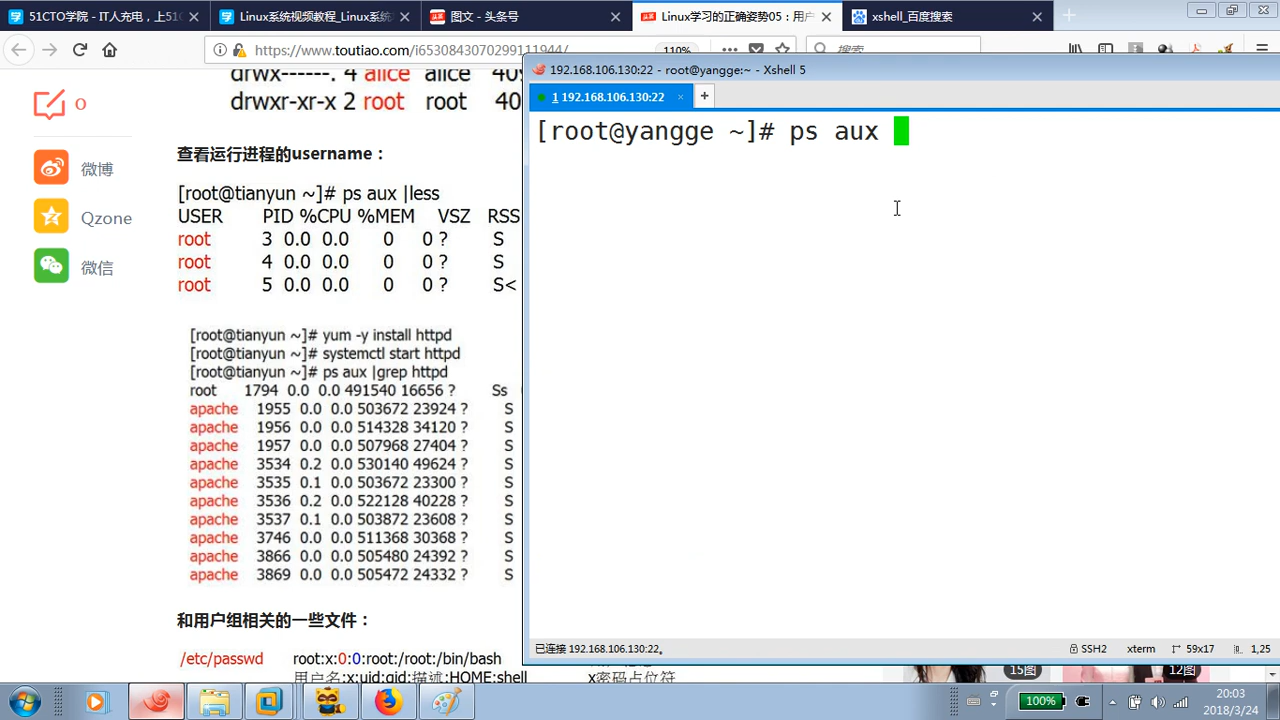 51CTO学院 - IT人充电，上51C
Linux系统视频教程_Linux系统
图文 - 头条号
Linux学习的正确姿势05：用户
xshell_百度搜索
https://www.toutiao.com/i6530843070299111944/
110%
搜索
drwx------. 4 alice alice 409
drwxr-xr-x 2 root root 40
0
微博
Qzone
微信
查看运行进程的username：
[root@tianyun ~]# ps aux |less
USER PID %CPU %MEM VSZ RSS
root 3 0.0 0.0 0 0 ? S
root 4 0.0 0.0 0 0 ? S
root 5 0.0 0.0 0 0 ? S<
[root@tianyun ~]# yum -y install httpd
[root@tianyun ~]# systemctl start httpd
[root@tianyun ~]# ps aux |grep httpd
root 1794 0.0 0.0 491540 16656 ? Ss
apache 1955 0.0 0.0 503672 23924 ? S
apache 1956 0.0 0.0 514328 34120 ? S
apache 1957 0.0 0.0 507968 27404 ? S
apache 3534 0.2 0.0 530140 49624 ? S
apache 3535 0.1 0.0 503672 23300 ? S
apache 3536 0.2 0.0 522128 40228 ? S
apache 3537 0.1 0.0 503872 23608 ? S
apache 3746 0.0 0.0 511368 30368 ? S
apache 3866 0.0 0.0 505480 24392 ? S
apache 3869 0.0 0.0 505472 24332 ? S
和用户组相关的一些文件：
/etc/passwd root:x:0:0:root:/root:/bin/bash
用户名:x:uid:gid:描述:HOME:shell x密码占位符
192.168.106.130:22 - root@yangge:~ - Xshell 5
1 192.168.106.130:22
[root@yangge ~]# ps aux
已连接 192.168.106.130:22。
SSH2
xterm
59x17
1,25
15图
12图
100%
20:03
2018/3/24